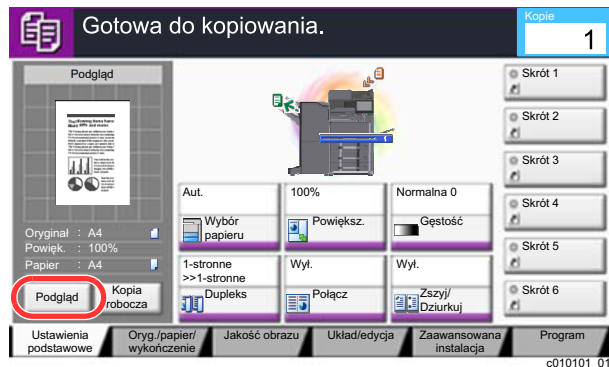 Gotowa do kopiowania.
Kopie
1
Podgląd
Oryginał : A4
Powięk. : 100%
Papier : A4
Podgląd
Kopia
robocza
Aut.
Wybór
papieru
100%
Powiększ.
Normalna 0
Gęstość
1-stronne
>>1-stronne
Dupleks
Wył.
Połącz
Wył.
Zszyj/
Dziurkuj
Skrót 1
Skrót 2
Skrót 3
Skrót 4
Skrót 5
Skrót 6
Ustawienia
podstawowe
Oryg./papier/
wykończenie
Jakość obrazu
Układ/edycja
Zaawansowana
instalacja
Program
c010101_01